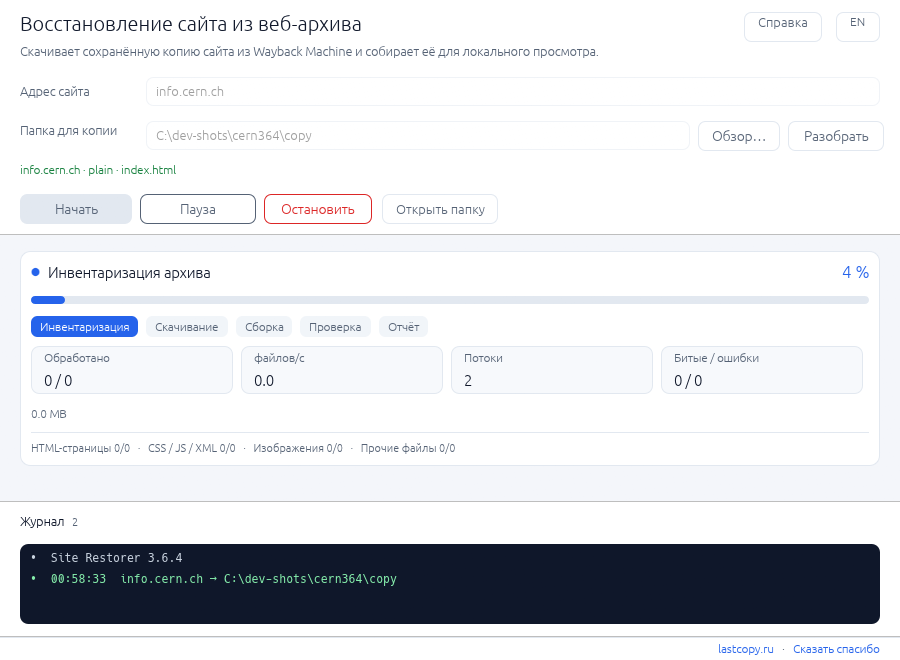 Восстановление сайта из веб-архива
Справка
EN
Скачивает сохранённую копию сайта из Wayback Machine и собирает её для локального просмотра.
Адрес сайта
info.cern.ch
Папка для копии
C:\dev-shots\cern364\copy
Обзор…
Разобрать
info.cern.ch · plain · index.html
Начать
Пауза
Остановить
Открыть папку
Инвентаризация архива
4 %
Инвентаризация
Скачивание
Сборка
Проверка
Отчёт
Обработано
0 / 0
файлов/с
0.0
Потоки
2
Битые / ошибки
0 / 0
0.0 MB
HTML-страницы 0/0 · CSS / JS / XML 0/0 · Изображения 0/0 · Прочие файлы 0/0
Журнал 2
• Site Restorer 3.6.4
• 00:58:33 info.cern.ch → C:\dev-shots\cern364\copy
lastcopy.ru · Сказать спасибо